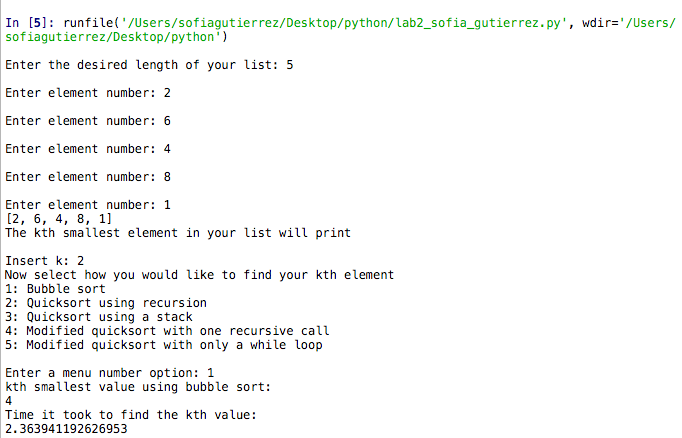 In [5]: runfile('/Users/sofiagutierrez/Desktop/python/lab2_sofia_gutierrez.py', wdir='/Users/
sofiagutierrez/Desktop/python')
Enter the desired length of your list: 5
Enter element number: 2
Enter element number: 6
Enter element number: 4
Enter element number: 8
Enter element number: 1
[2, 6, 4, 8, 1]
The kth smallest element in your list will print
Insert k: 2
Now select how you would like to find your kth element
1: Bubble sort
2: Quicksort using recursion
3: Quicksort using a stack
4: Modified quicksort with one recursive call
5: Modified quicksort with only a while loop
Enter a menu number option: 1
kth smallest value using bubble sort:
4
Time it took to find the kth value:
2.363941192626953